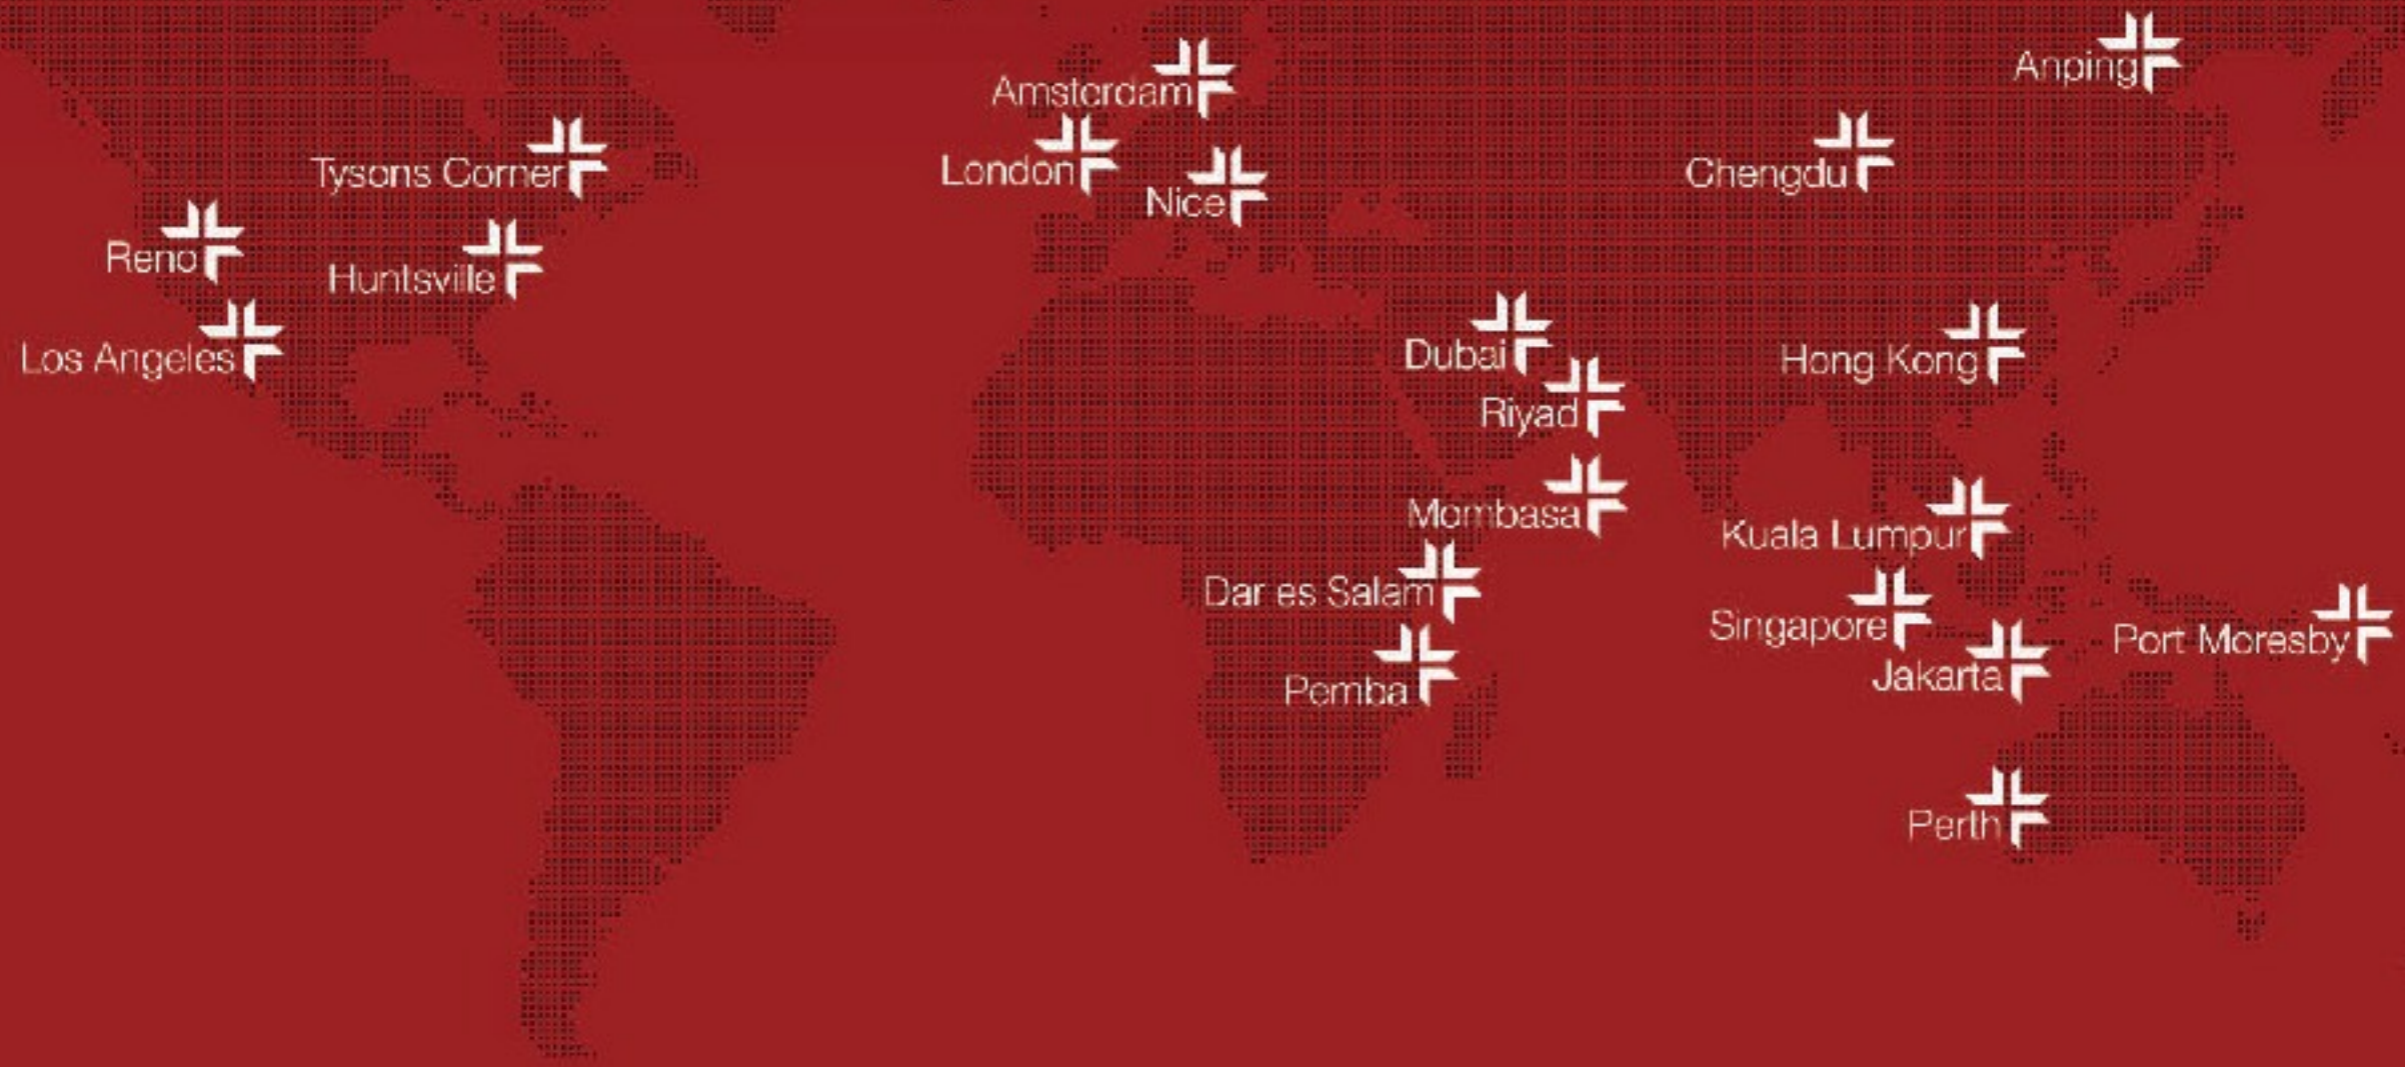 Anping
Amsterdam
Tysons Corner
London
Chengdu
Nice
Reno
Huntsville
Los Angeles
Dubai
Hong Kong
Riyad
Mombasa
Kuala Lumpur
Dar es Salam
Singapore
Port Moresby
Jakarta
Pemba
Perth